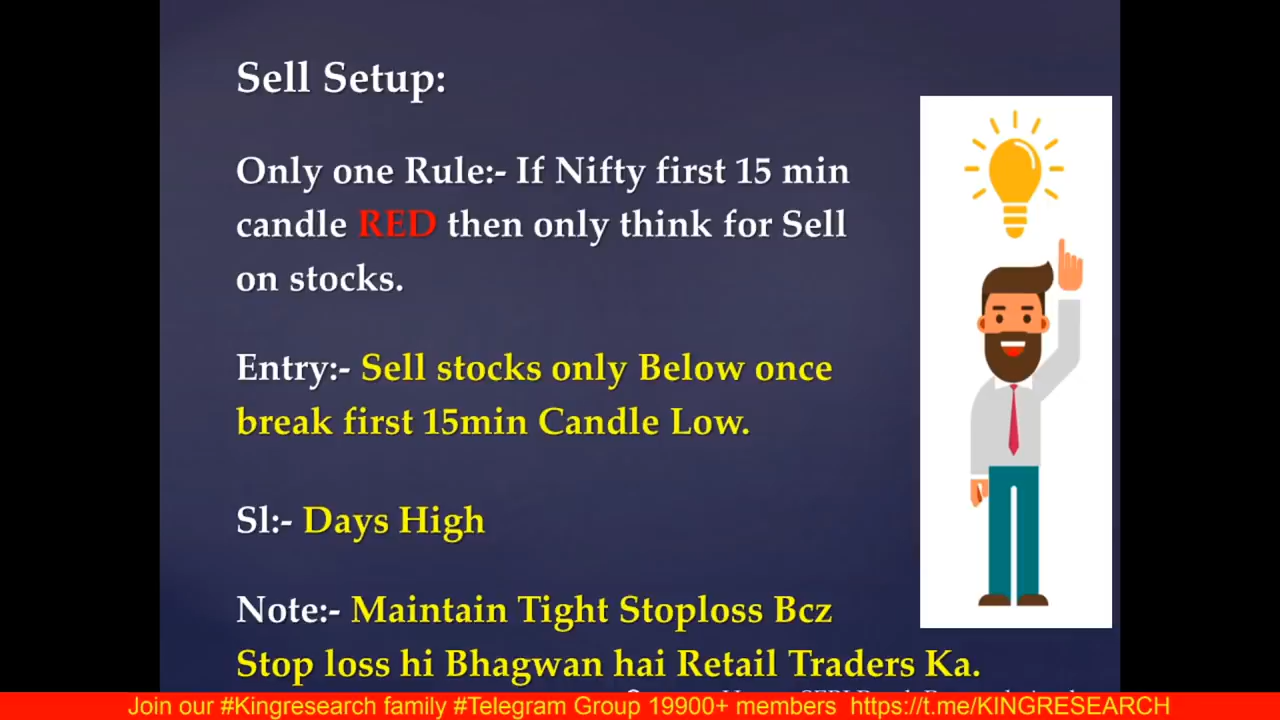 Sell Setup:
Only one Rule:- If Nifty first 15 min
candle RED then only think for Sell
on stocks.
Entry:- Sell stocks only Below once
break first 15min Candle Low.
Sl:- Days High
Note:- Maintain Tight Stoploss Bcz
Stop loss hi Bhagwan hai Retail Traders Ka.
Join our #Kingresearch family #Telegram Group 19900+ members https://t.me/KINGRESEARCH